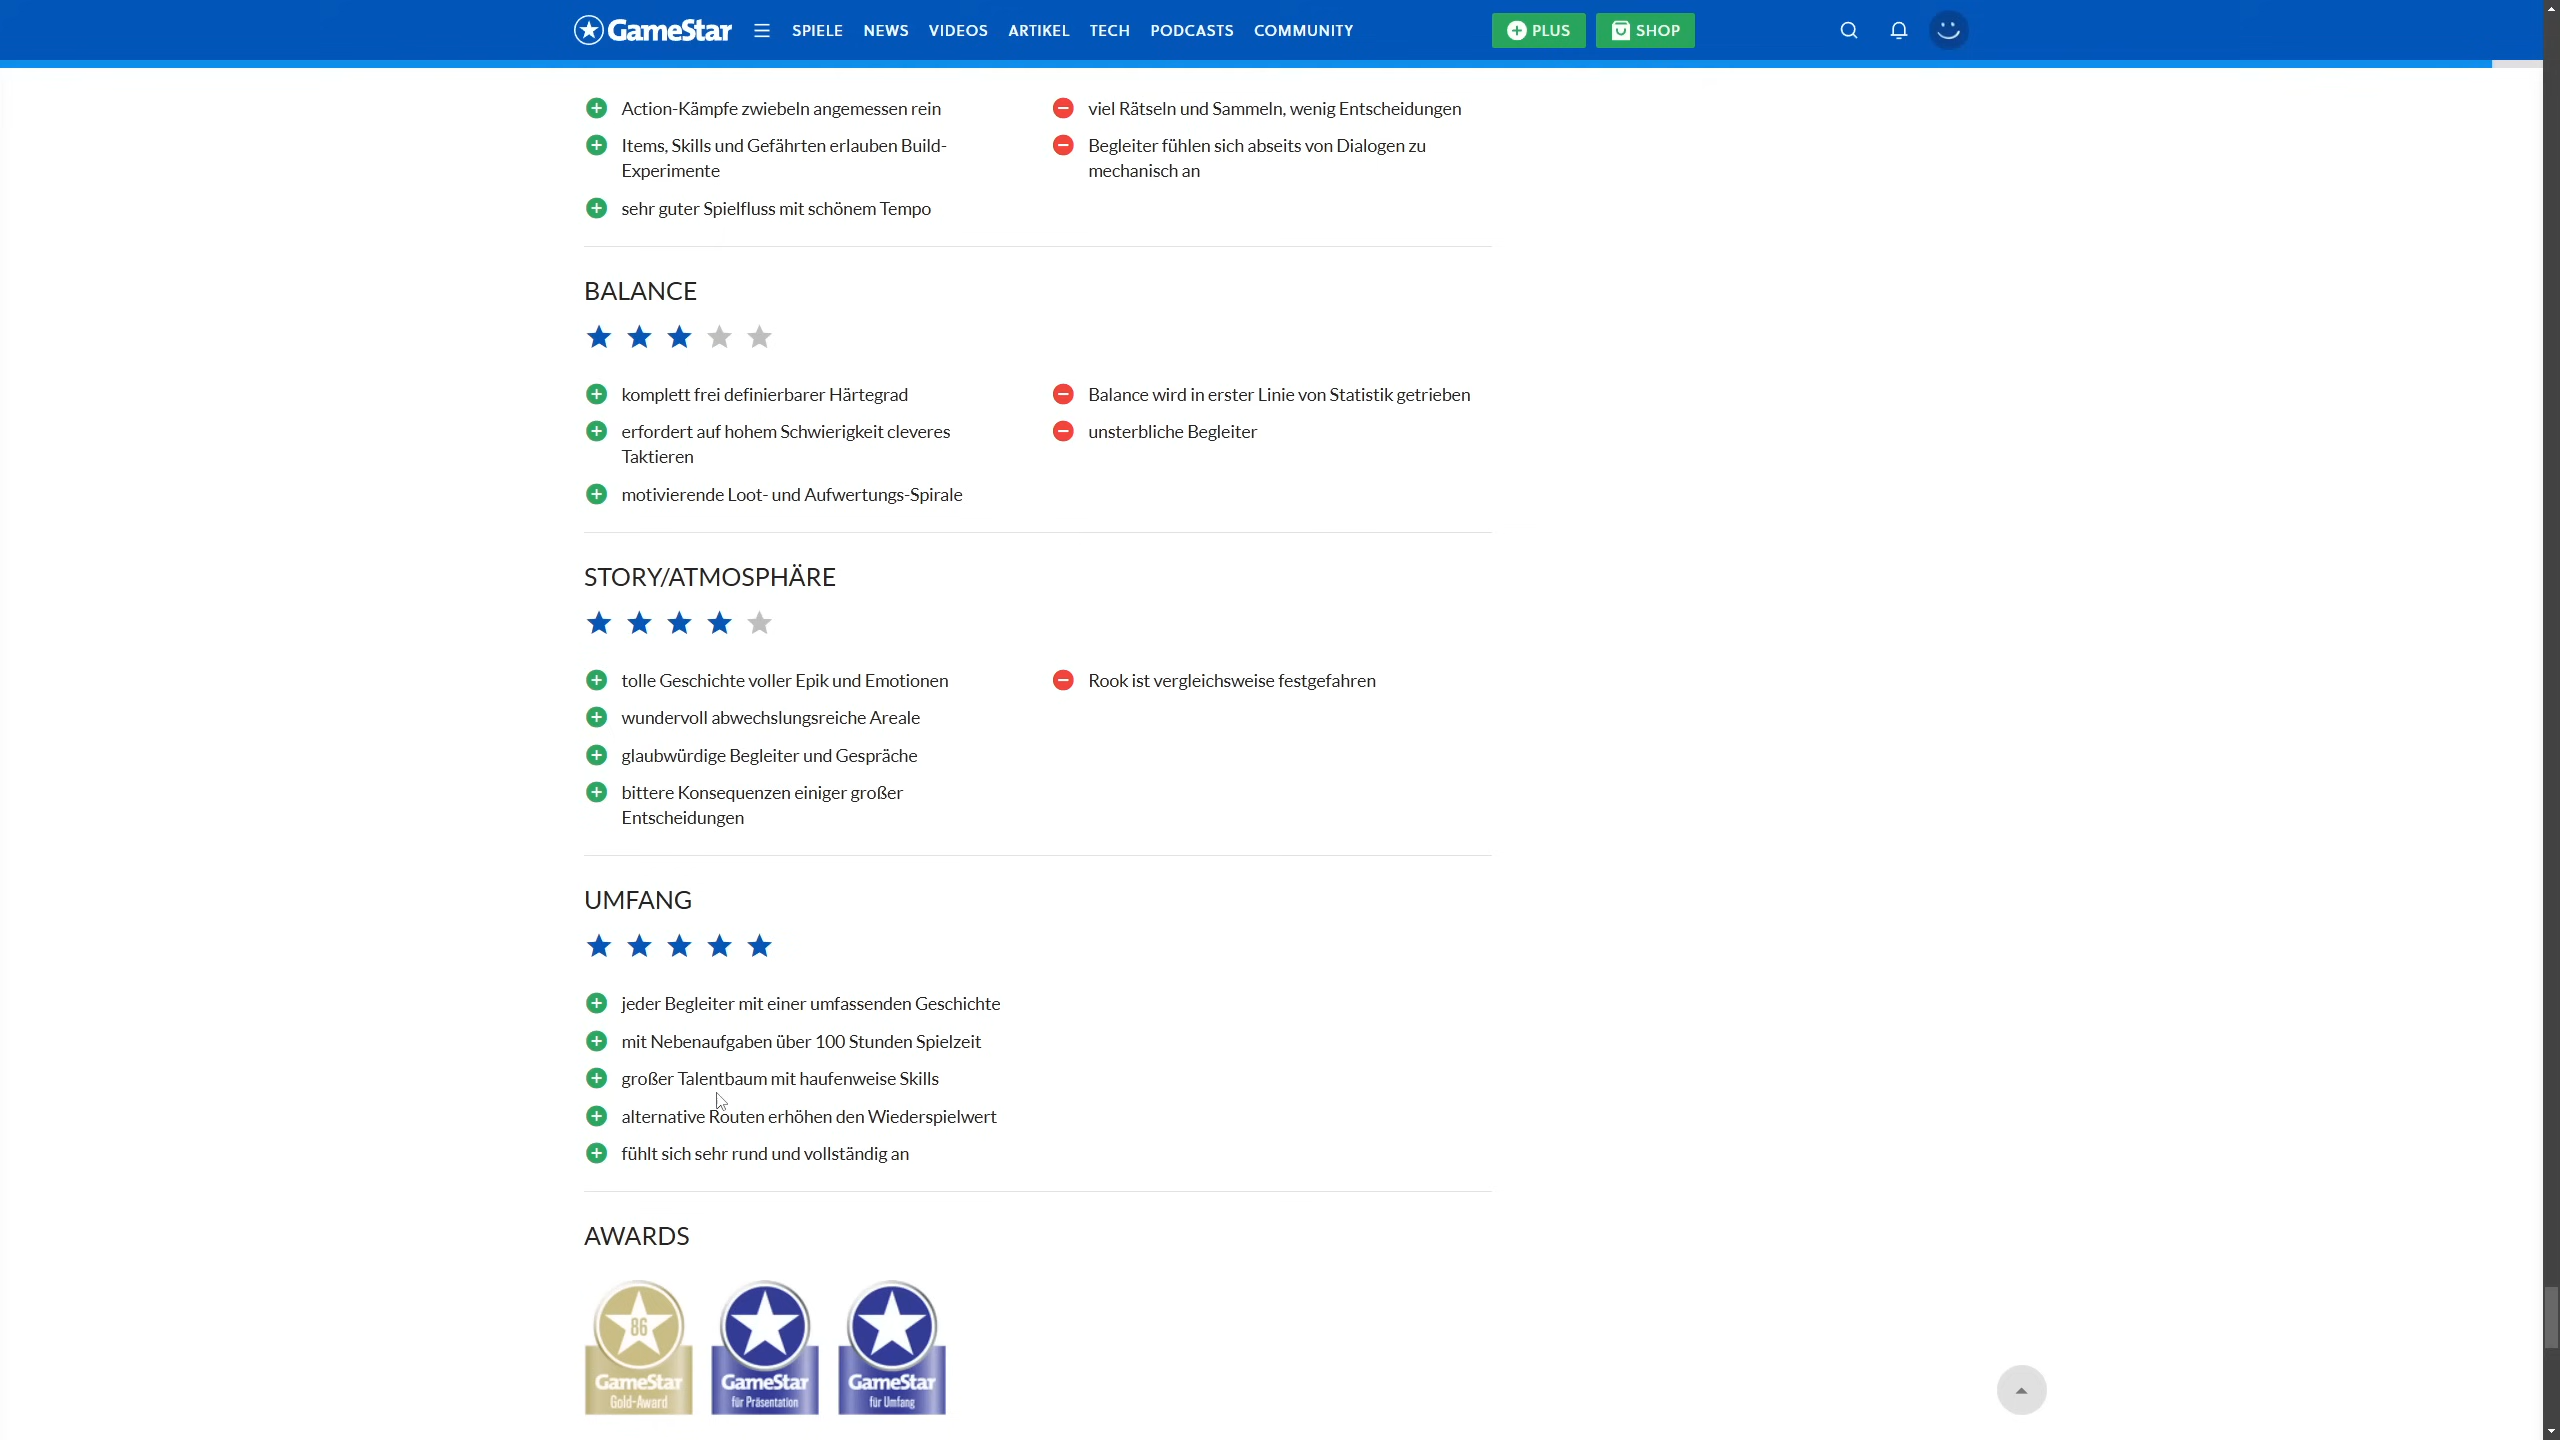 GameStar SPIELE NEWS VIDEOS ARTIKEL TECH PODCASTS COMMUNITY PLUS SHOP
Action-Kämpfe zwiebeln angemessen rein
Items, Skills und Gefährten erlauben Build-
Experimente
sehr guter Spielfluss mit schönem Tempo
viel Rätseln und Sammeln, wenig Entscheidungen
Begleiter fühlen sich abseits von Dialogen zu
mechanisch an
BALANCE
komplett frei definierbarer Härtegrad
erfordert auf hohem Schwierigkeit cleveres
Taktieren
motivierende Loot- und Aufwertungs-Spirale
Balance wird in erster Linie von Statistik getrieben
unsterbliche Begleiter
STORY/ATMOSPHÄRE
tolle Geschichte voller Epik und Emotionen
wundervoll abwechslungsreiche Areale
glaubwürdige Begleiter und Gespräche
bittere Konsequenzen einiger großer
Entscheidungen
Rook ist vergleichsweise festgefahren
UMFANG
jeder Begleiter mit einer umfassenden Geschichte
mit Nebenaufgaben über 100 Stunden Spielzeit
großer Talentbaum mit haufenweise Skills
alternative Routen erhöhen den Wiederspielwert
fühlt sich sehr rund und vollständig an
AWARDS
86
GameStar
Gold-Award
GameStar
für Präsentation
GameStar
für Umfang